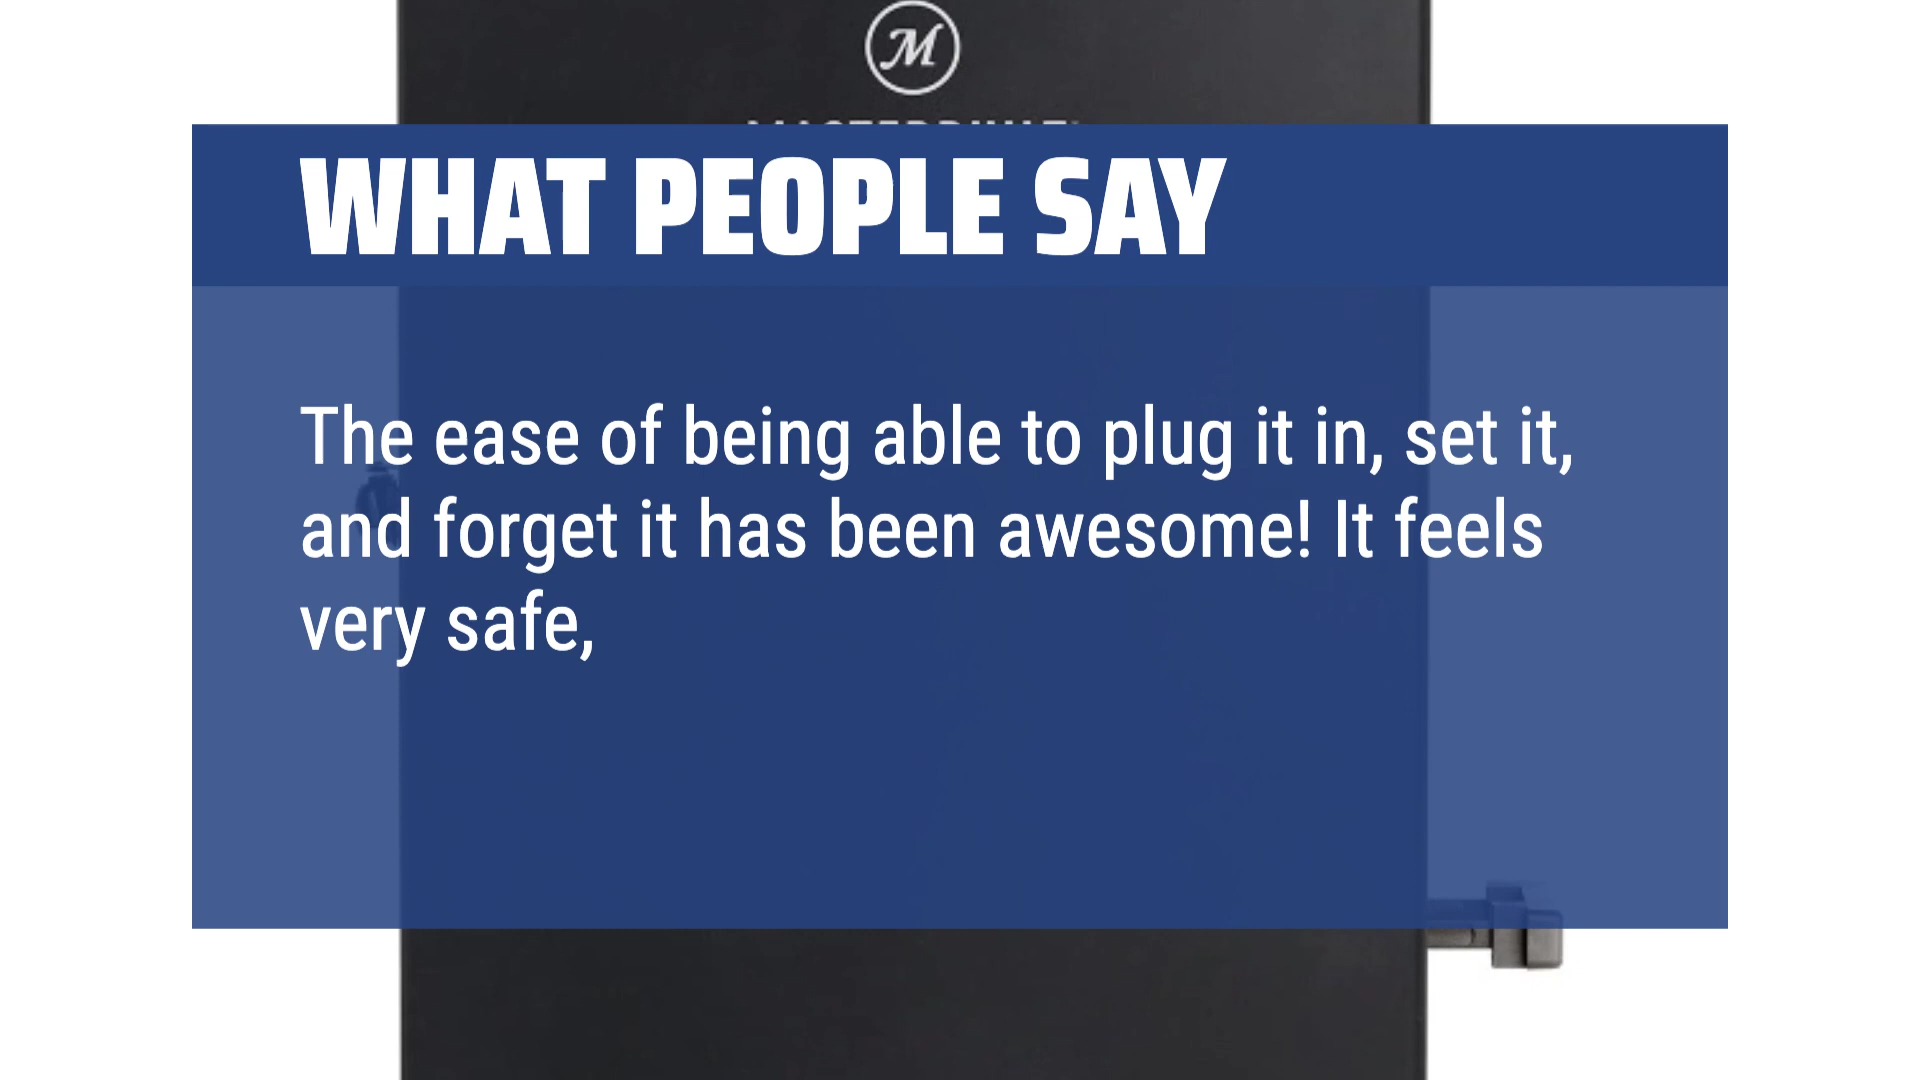 M
WHAT PEOPLE SAY
The ease of being able to plug it in, set it,
and forget it has been awesome! It feels
very safe,